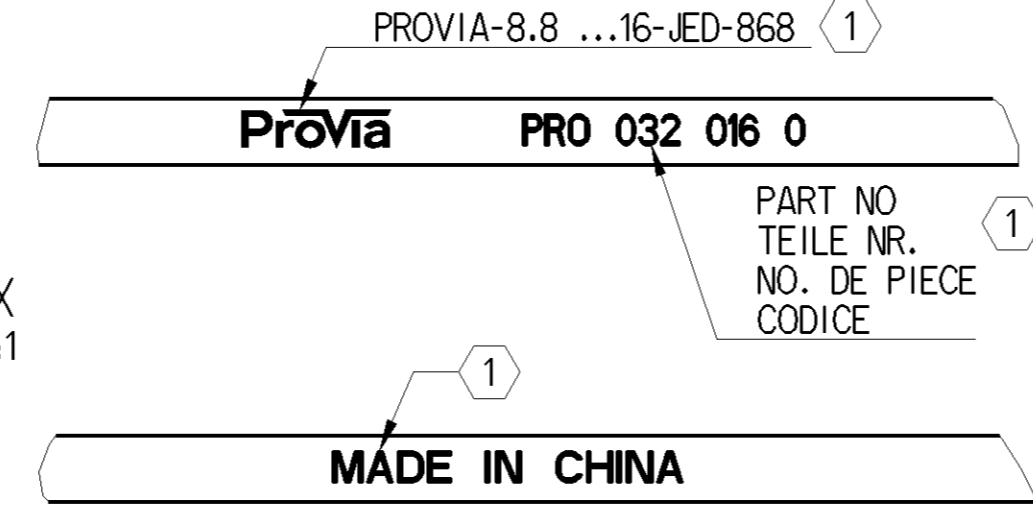 PROVIA-8.8 ...16-JED-868 1
ProVia PRO 032 016 0
PART NO
TEILE NR. 1
NO. DE PIECE
CODICE
X
1
1
MADE IN CHINA